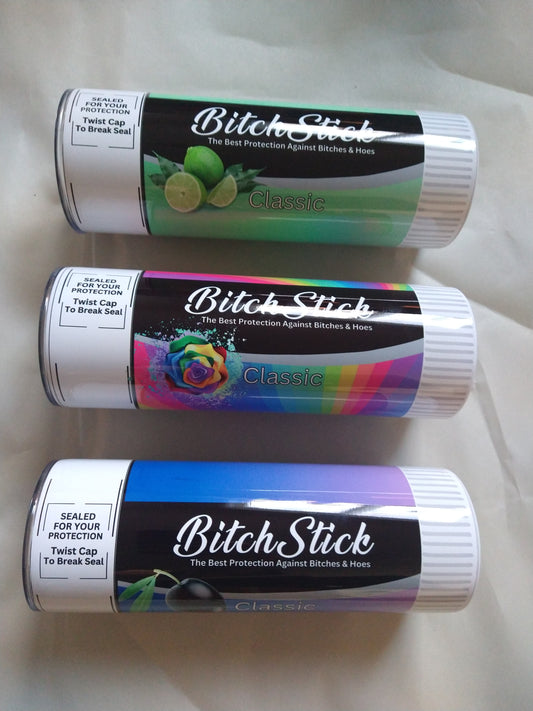 SEALED
FOR YOUR
PROTECTION
Twist Cap
To Break Seal
BitchStick
The Best Protection Against Bitches & Hoes
Classic
SEALED
FOR YOUR
PROTECTION
Twist Cap
To Break Seal
BitchStick
The Best Protection Against Bitches & Hoes
Classic
SEALED
FOR YOUR
PROTECTION
Twist Cap
To Break Seal
BitchStick
The Best Protection Against Bitches & Hoes
Classic